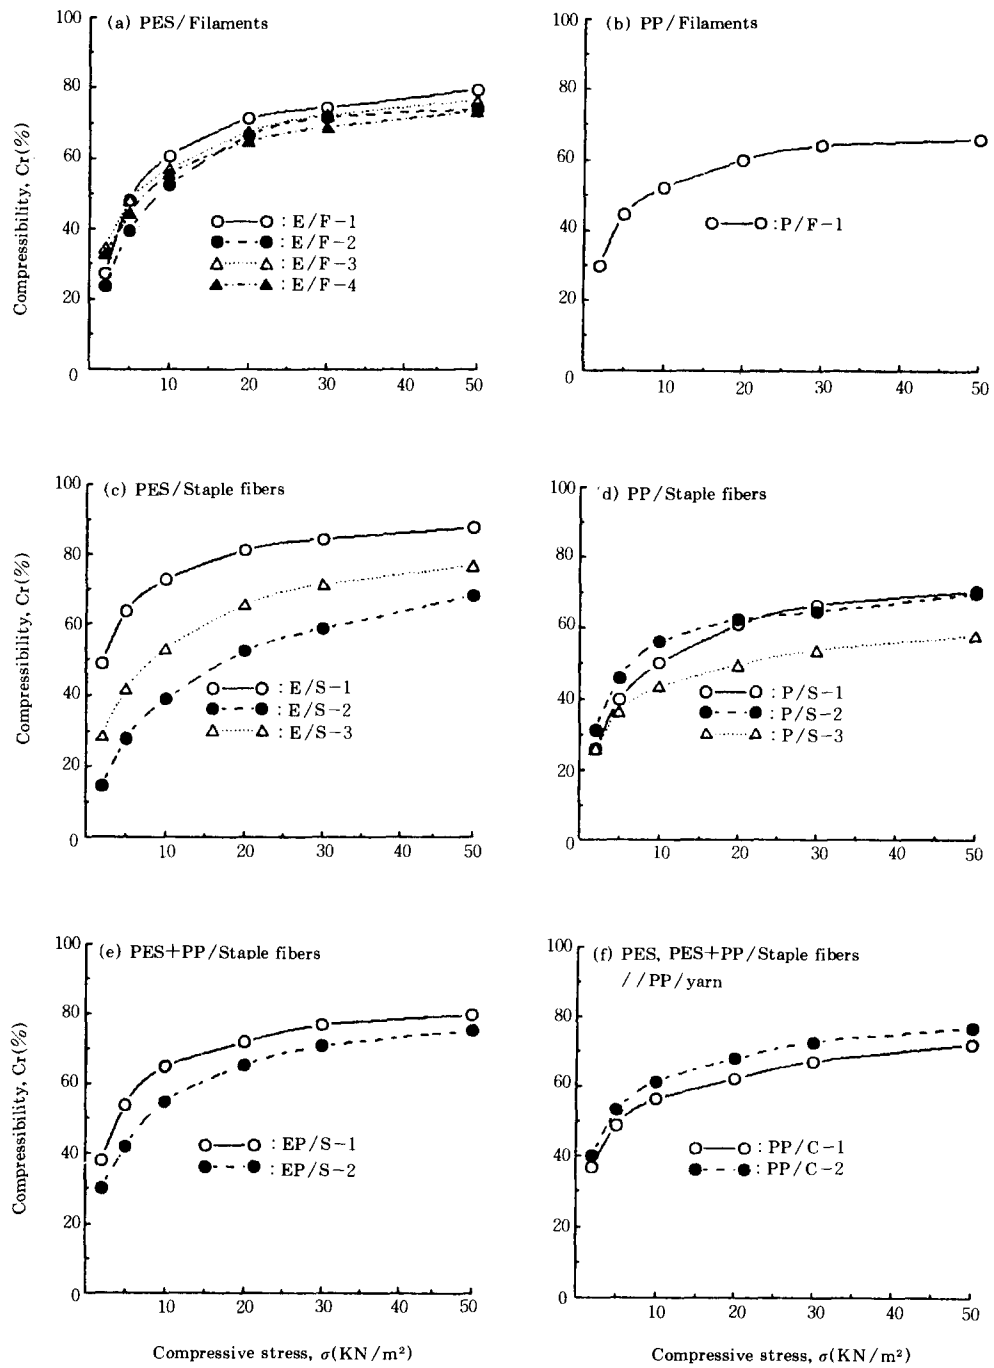 (a) PES/Filaments
100
80
60
40
20
0
Compressibility, Cr(%)
○—○ : E/F-1
●- -● : E/F-2
△······△ : E/F-3
▲-··-▲ : E/F-4
10 20 30 40 50
(b) PP/Filaments
100
80
60
40
20
0
○—○ : P/F-1
10 20 30 40 50
(c) PES/Staple fibers
100
80
60
40
20
0
Compressibility, Cr(%)
○—○ : E/S-1
●- -● : E/S-2
△······△ : E/S-3
10 20 30 40 50
d) PP/Staple fibers
100
80
60
40
20
0
○—○ : P/S-1
●- -● : P/S-2
△······△ : P/S-3
10 20 30 40 50
(e) PES+PP/Staple fibers
100
80
60
40
20
0
Compressibility, Cr(%)
○—○ : EP/S-1
●- -● : EP/S-2
10 20 30 40 50
Compressive stress, σ(KN/m²)
(f) PES, PES+PP/Staple fibers
//PP/yarn
100
80
60
40
20
0
○—○ : PP/C-1
●- -● : PP/C-2
10 20 30 40 50
Compressive stress, σ(KN/m²)